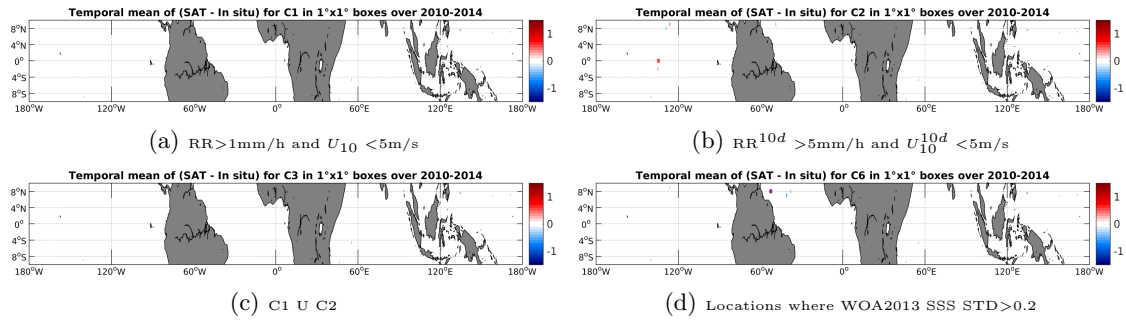 Temporal mean of (SAT - In situ) for C1 in 1°x1° boxes over 2010-2014
8°N
4°N
0°
4°S
8°S
180°W 120°W 60°W 0° 60°E 120°E 180°W
1
0
-1
(a) RR>1mm/h and U10 <5m/s
Temporal mean of (SAT - In situ) for C2 in 1°x1° boxes over 2010-2014
8°N
4°N
0°
4°S
8°S
180°W 120°W 60°W 0° 60°E 120°E 180°W
1
0
-1
(b) RR10d >5mm/h and U10d10 <5m/s
Temporal mean of (SAT - In situ) for C3 in 1°x1° boxes over 2010-2014
8°N
4°N
0°
4°S
8°S
180°W 120°W 60°W 0° 60°E 120°E 180°W
1
0
-1
(c) C1 U C2
Temporal mean of (SAT - In situ) for C6 in 1°x1° boxes over 2010-2014
8°N
4°N
0°
4°S
8°S
180°W 120°W 60°W 0° 60°E 120°E 180°W
1
0
-1
(d) Locations where WOA2013 SSS STD>0.2